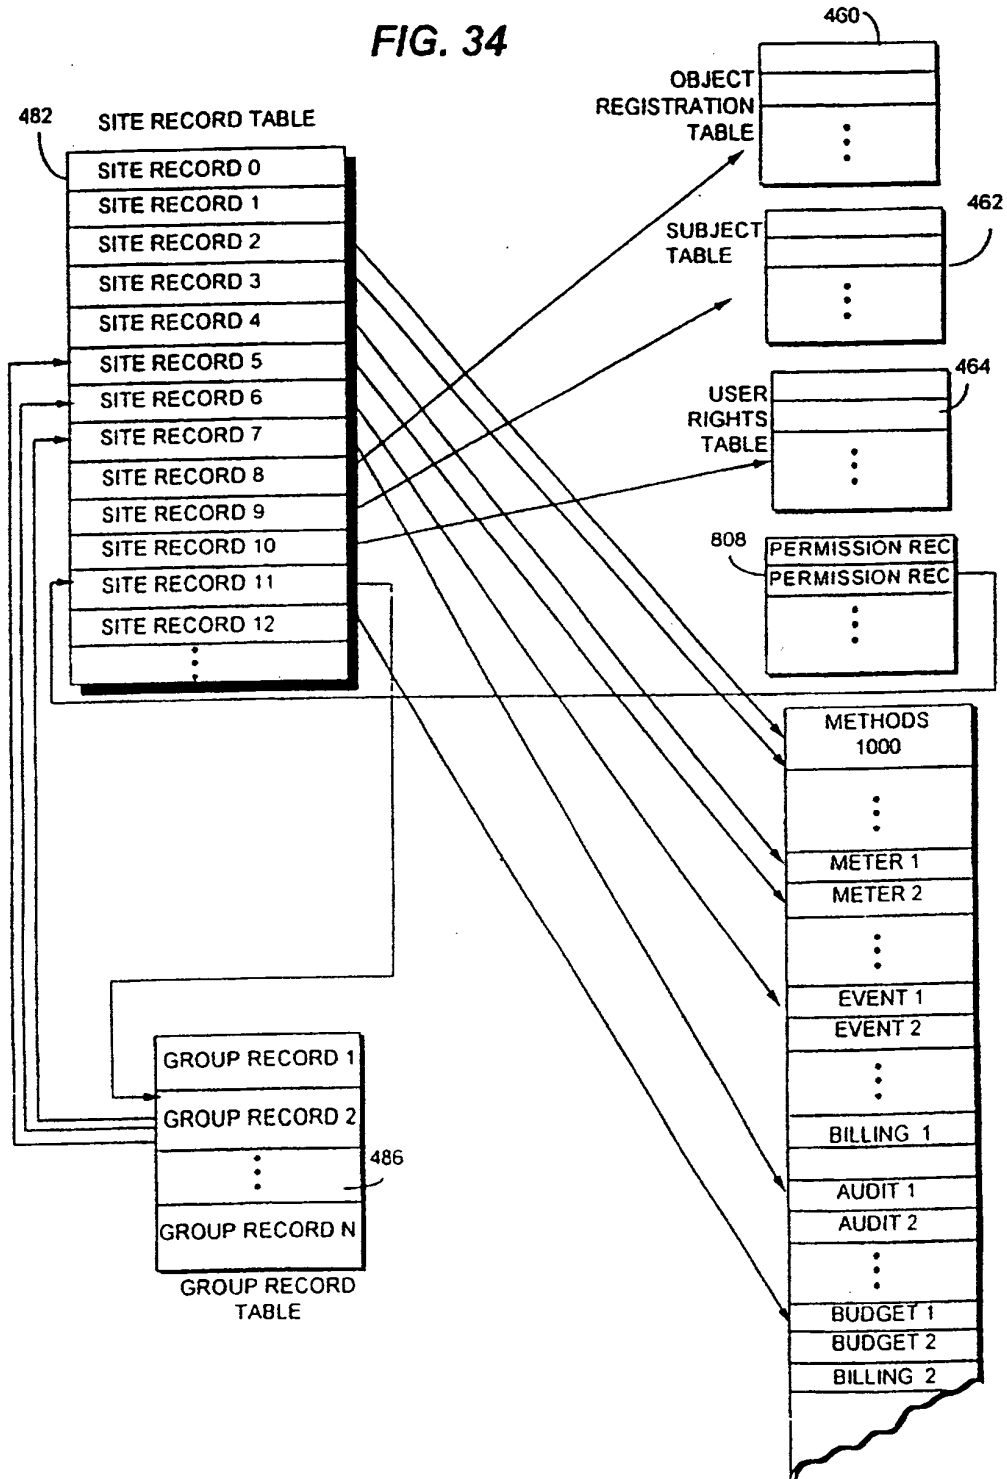 FIG. 34
460
OBJECT
REGISTRATION
TABLE
482
SITE RECORD TABLE
SITE RECORD 0
SITE RECORD 1
SITE RECORD 2
SITE RECORD 3
SITE RECORD 4
SITE RECORD 5
SITE RECORD 6
SITE RECORD 7
SITE RECORD 8
SITE RECORD 9
SITE RECORD 10
SITE RECORD 11
SITE RECORD 12
462
SUBJECT
TABLE
USER
RIGHTS
TABLE
464
808
PERMISSION REC
PERMISSION REC
METHODS
1000
METER 1
METER 2
EVENT 1
EVENT 2
BILLING 1
AUDIT 1
AUDIT 2
BUDGET 1
BUDGET 2
BILLING 2
GROUP RECORD 1
GROUP RECORD 2
486
GROUP RECORD N
GROUP RECORD
TABLE